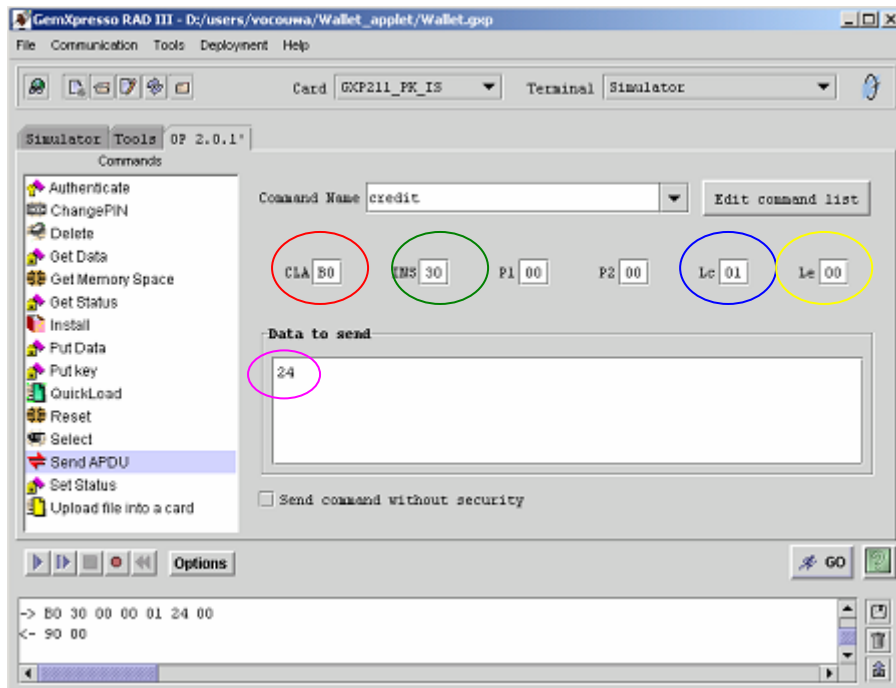 GemXpresso RAD III - D:/users/vocouwa/Wallet_applet/Wallet.gxp
File Communication Tools Deployment Help
Card GXP211_PK_IS Terminal Simulator
Simulator Tools OP 2.0.1'
Commands
Authenticate
ChangePIN
Delete
Get Data
Get Memory Space
Get Status
Install
Put Data
Put key
QuickLoad
Reset
Select
Send APDU
Set Status
Upload file into a card
Command Name credit Edit command list
CLA B0 INS 30 P1 00 P2 00 Lc 01 Le 00
Data to send
24
Send command without security
Options GO
-> B0 30 00 00 01 24 00
<- 90 00